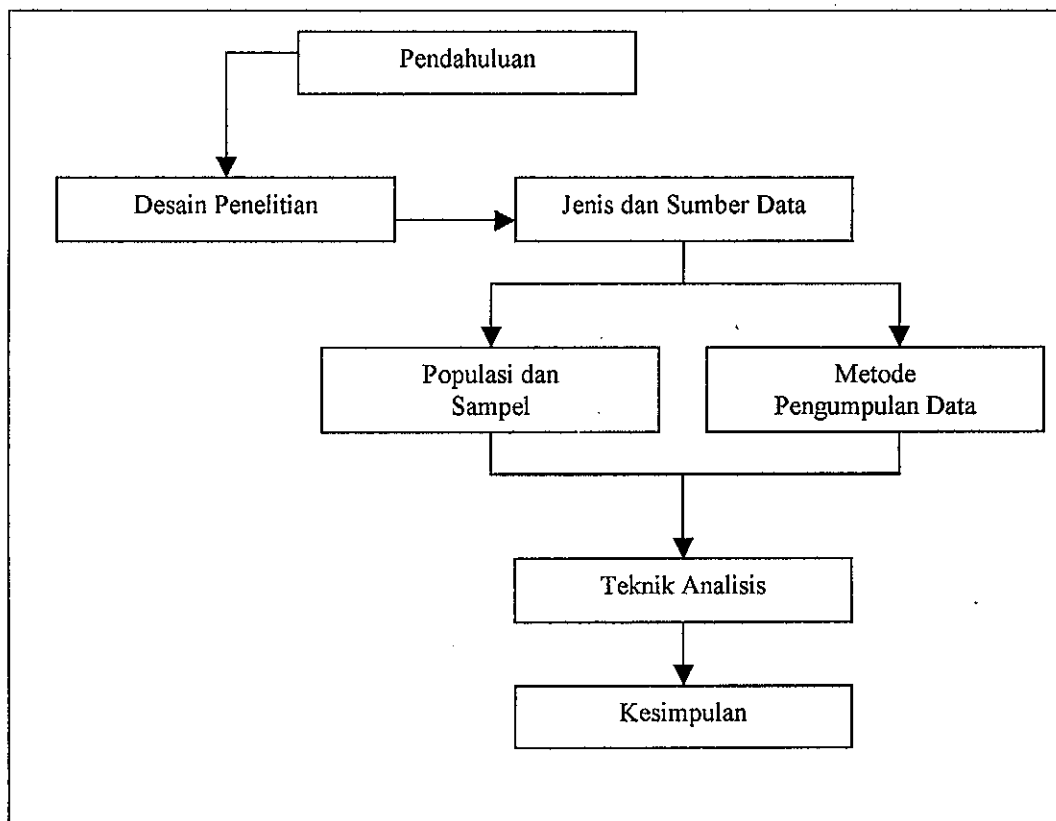 Pendahuluan
Desain Penelitian
Jenis dan Sumber Data
Populasi dan
Sampel
Metode
Pengumpulan Data
Teknik Analisis
Kesimpulan